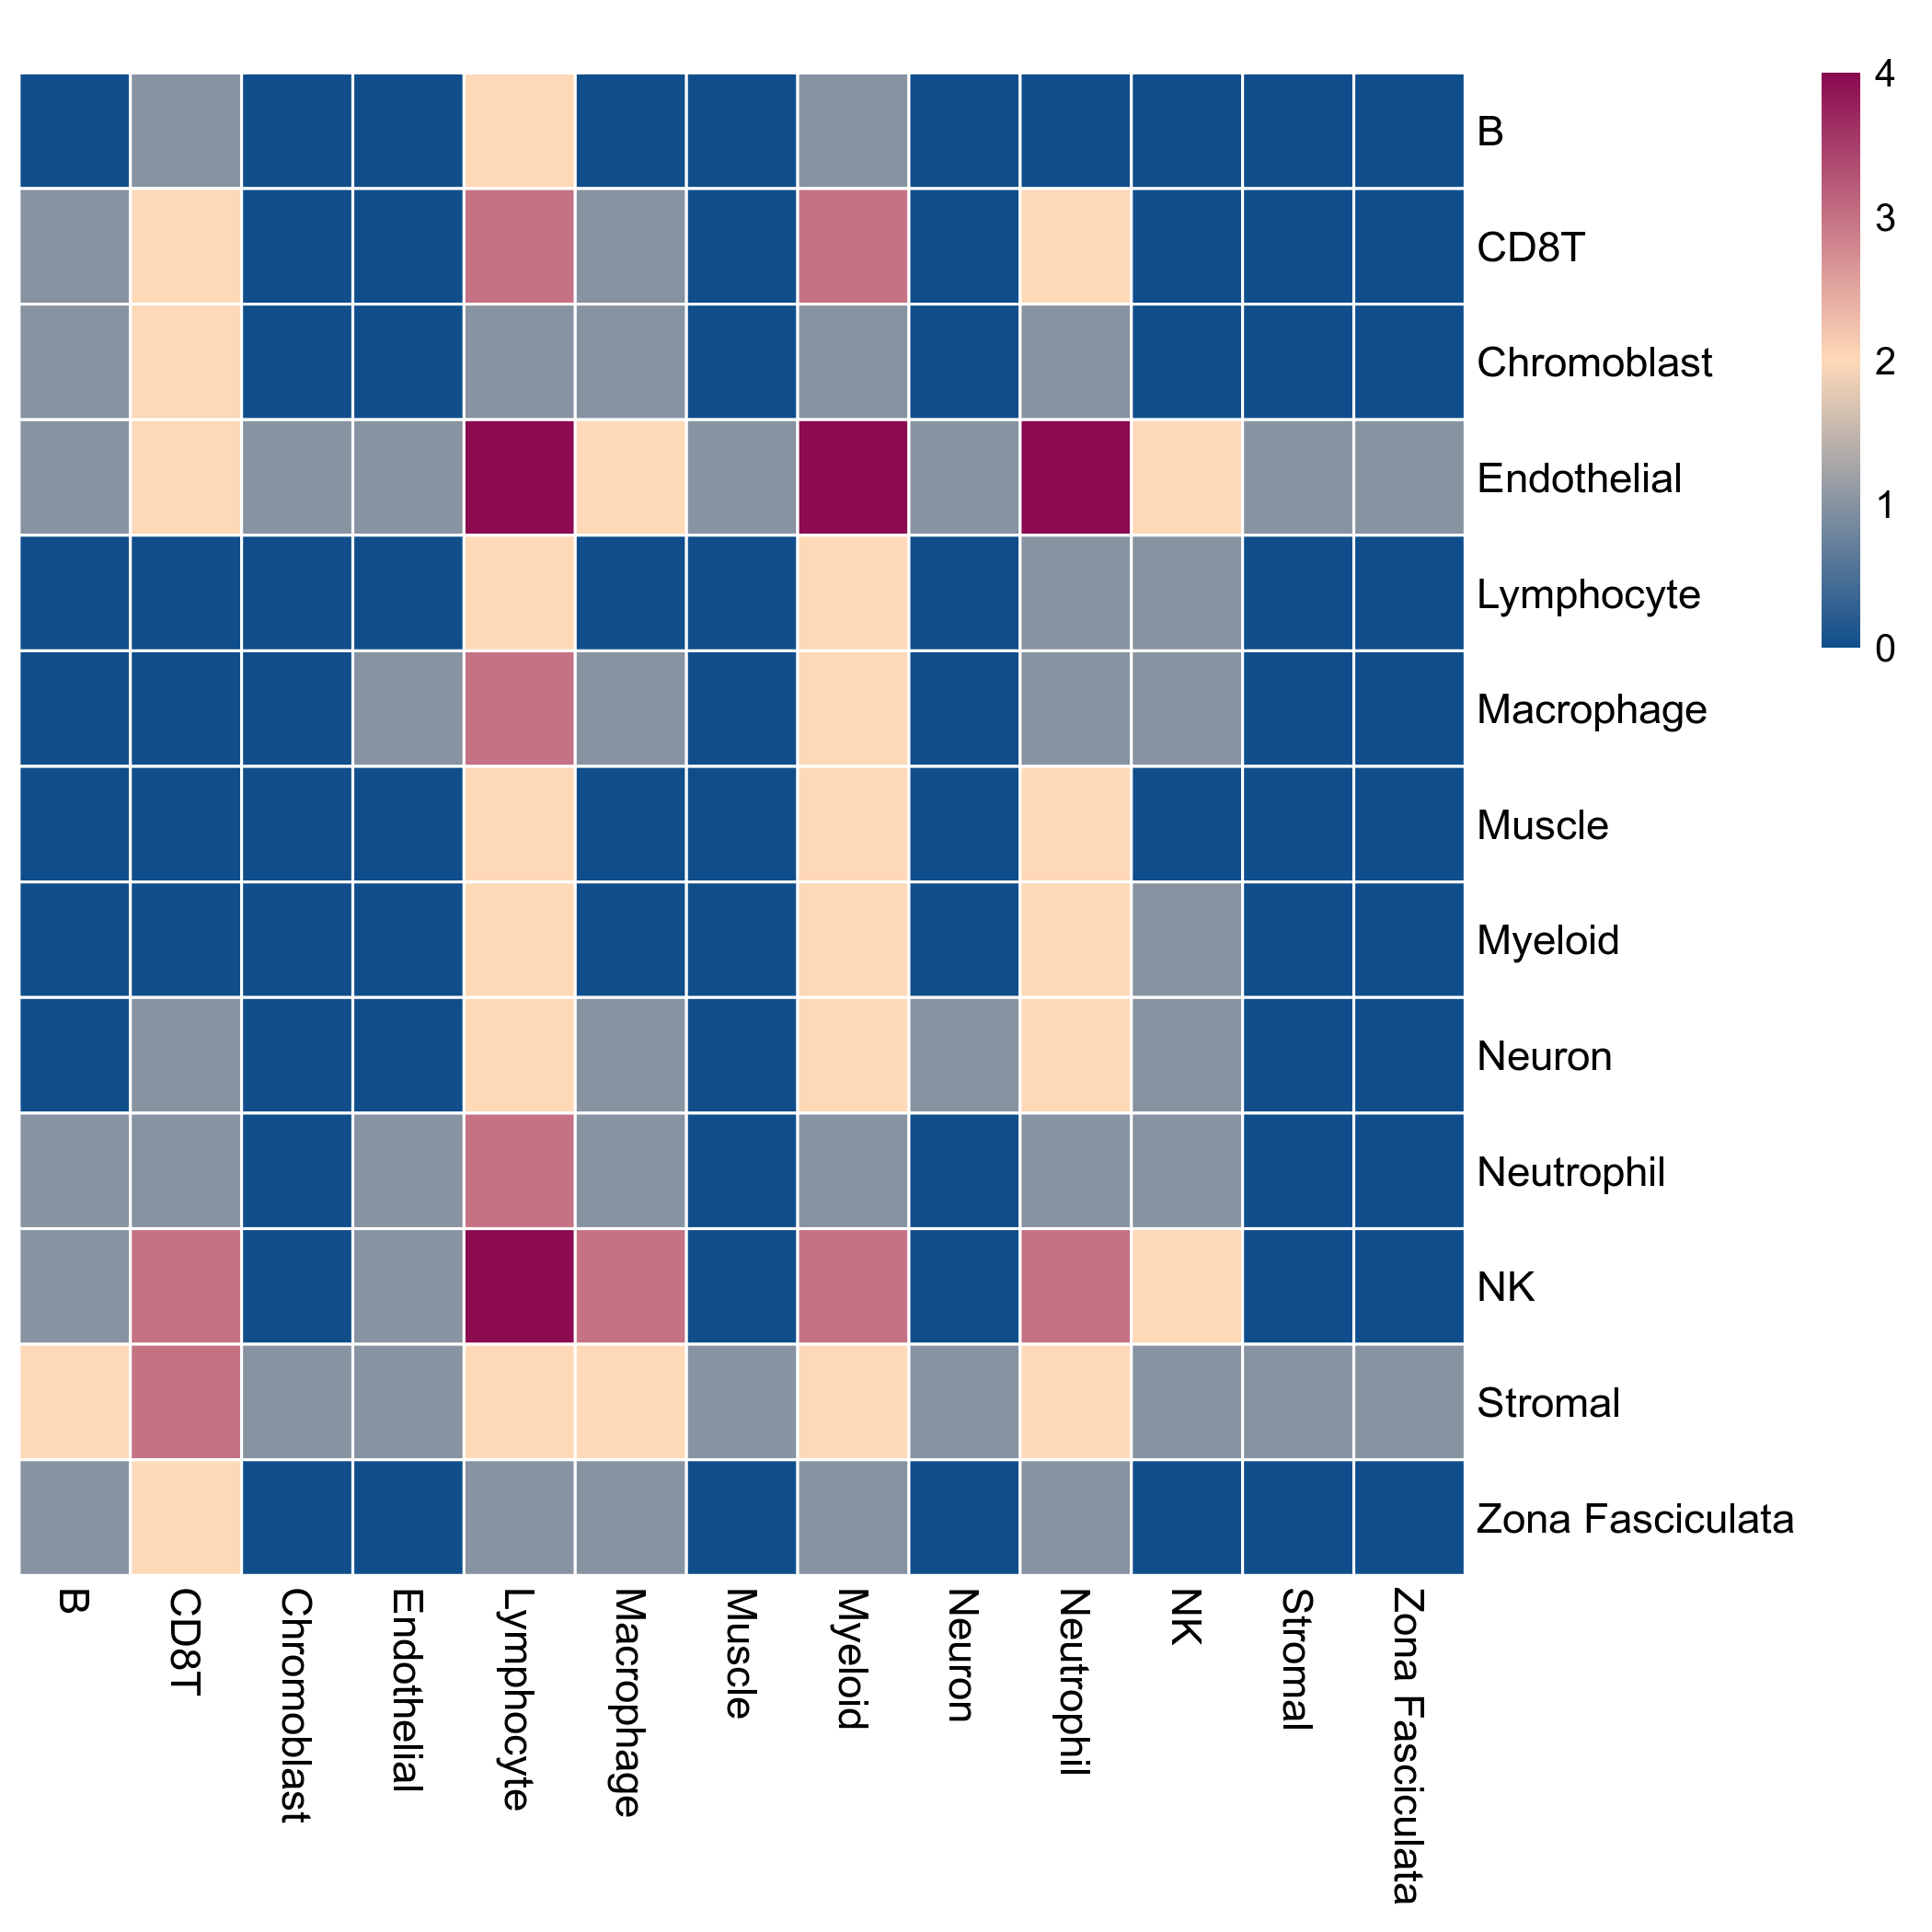 4
3
2
1
0
B
CD8T
Chromoblast
Endothelial
Lymphocyte
Macrophage
Muscle
Myeloid
Neuron
Neutrophil
NK
Stromal
Zona Fasciculata
B
CD8T
Chromoblast
Endothelial
Lymphocyte
Macrophage
Muscle
Myeloid
Neuron
Neutrophil
NK
Stromal
Zona Fasciculata